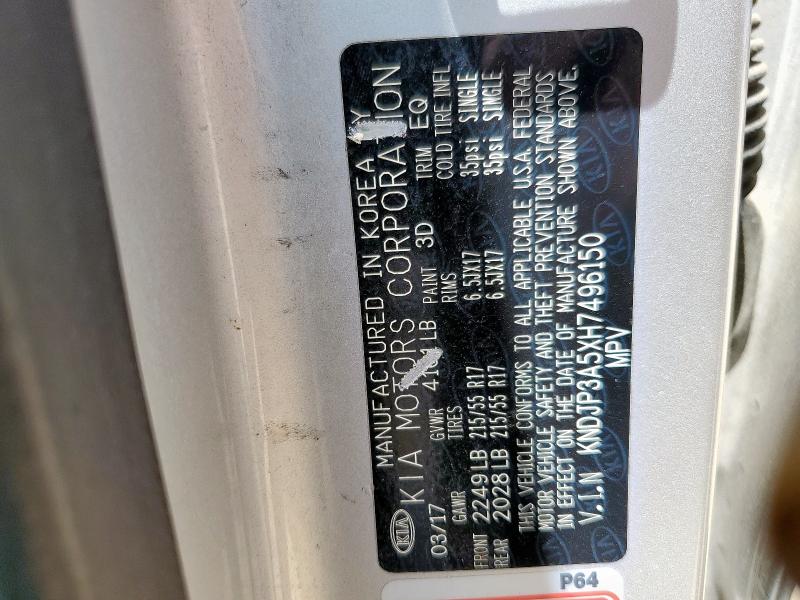 MANUFACTURED IN KOREA Y
KIA MOTORS CORPORATION
03/17 GVWR LB PAINT 3D TRIM EQ
GAWR TIRES RIMS COLD TIRE INFL
FRONT 2249LB 215/55 R17 6.5JX17 35psi SINGLE
REAR 2028LB 215/55 R17 6.5JX17 35psi SINGLE
THIS VEHICLE CONFORMS TO ALL APPLICABLE U.S.A. FEDERAL
MOTOR VEHICLE SAFETY AND THEFT PREVENTION STANDARDS
IN EFFECT ON THE DATE OF MANUFACTURE SHOWN ABOVE.
V.I.N KNDJP3A5XH7496150
MPV
KIA
P64